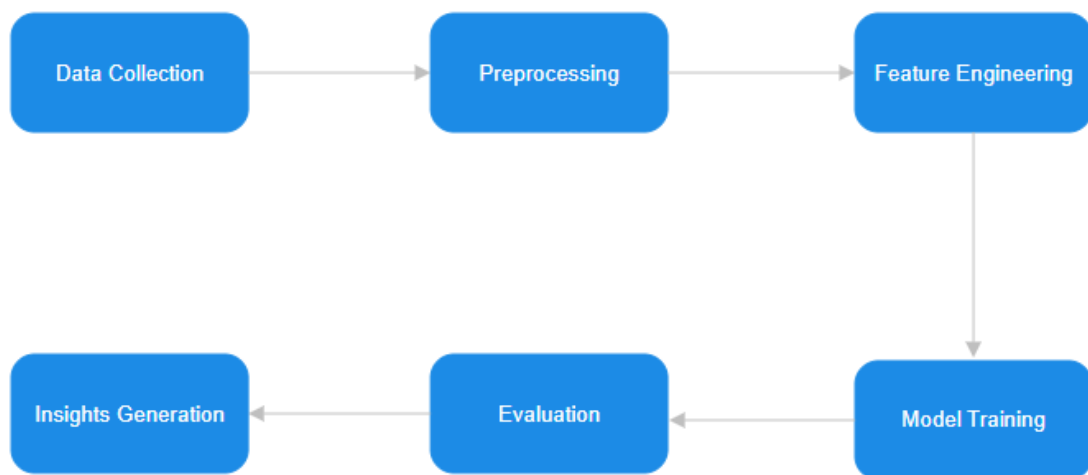 Data Collection
Preprocessing
Feature Engineering
Model Training
Evaluation
Insights Generation